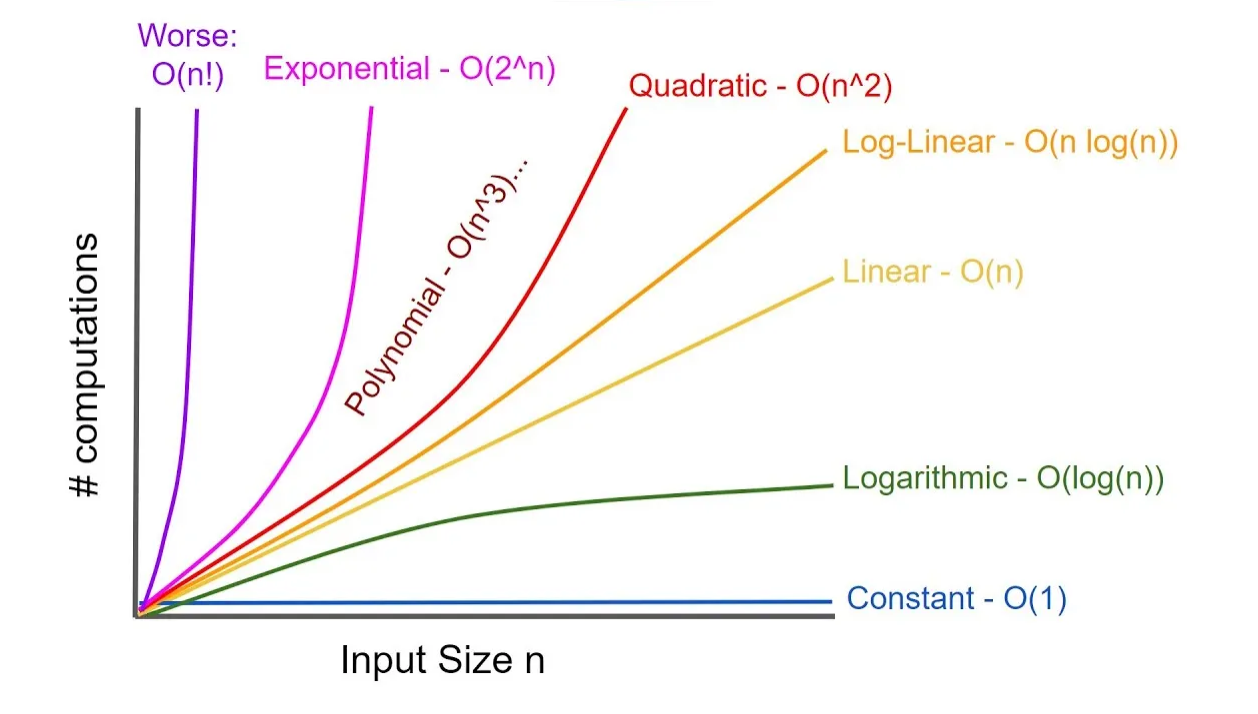 Worse:
O(n!)
Exponential - O(2^n)
Quadratic - O(n^2)
Log-Linear - O(n log(n))
Polynomial - O(n^3)...
Linear - O(n)
# computations
Logarithmic - O(log(n))
Constant - O(1)
Input Size n